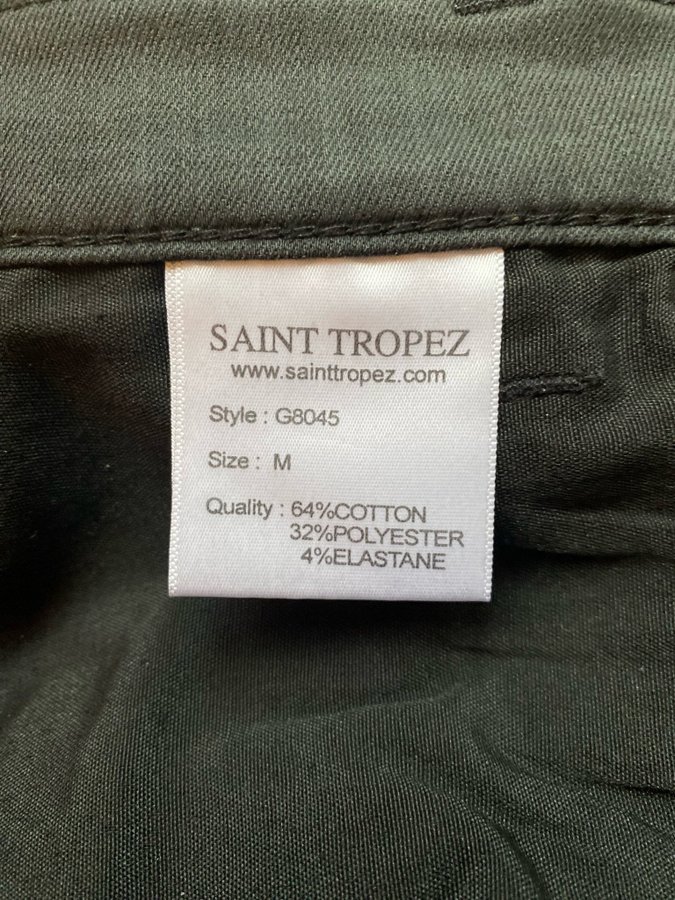 SAINT TROPEZ
www.sainttropez.com
Style : G8045
Size : M
Quality : 64%COTTON
32%POLYESTER
4%ELASTANE